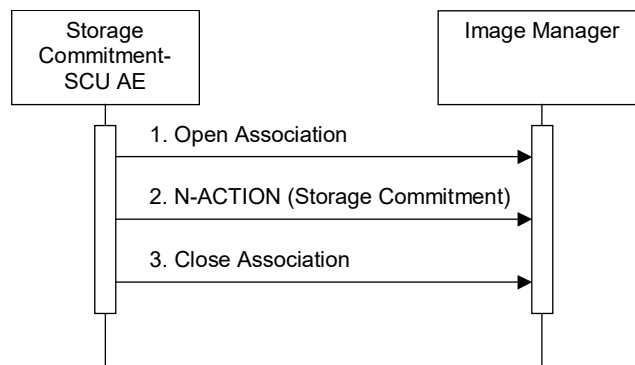 Storage
Commitment-
SCU AE
Image Manager
1. Open Association
2. N-ACTION (Storage Commitment)
3. Close Association